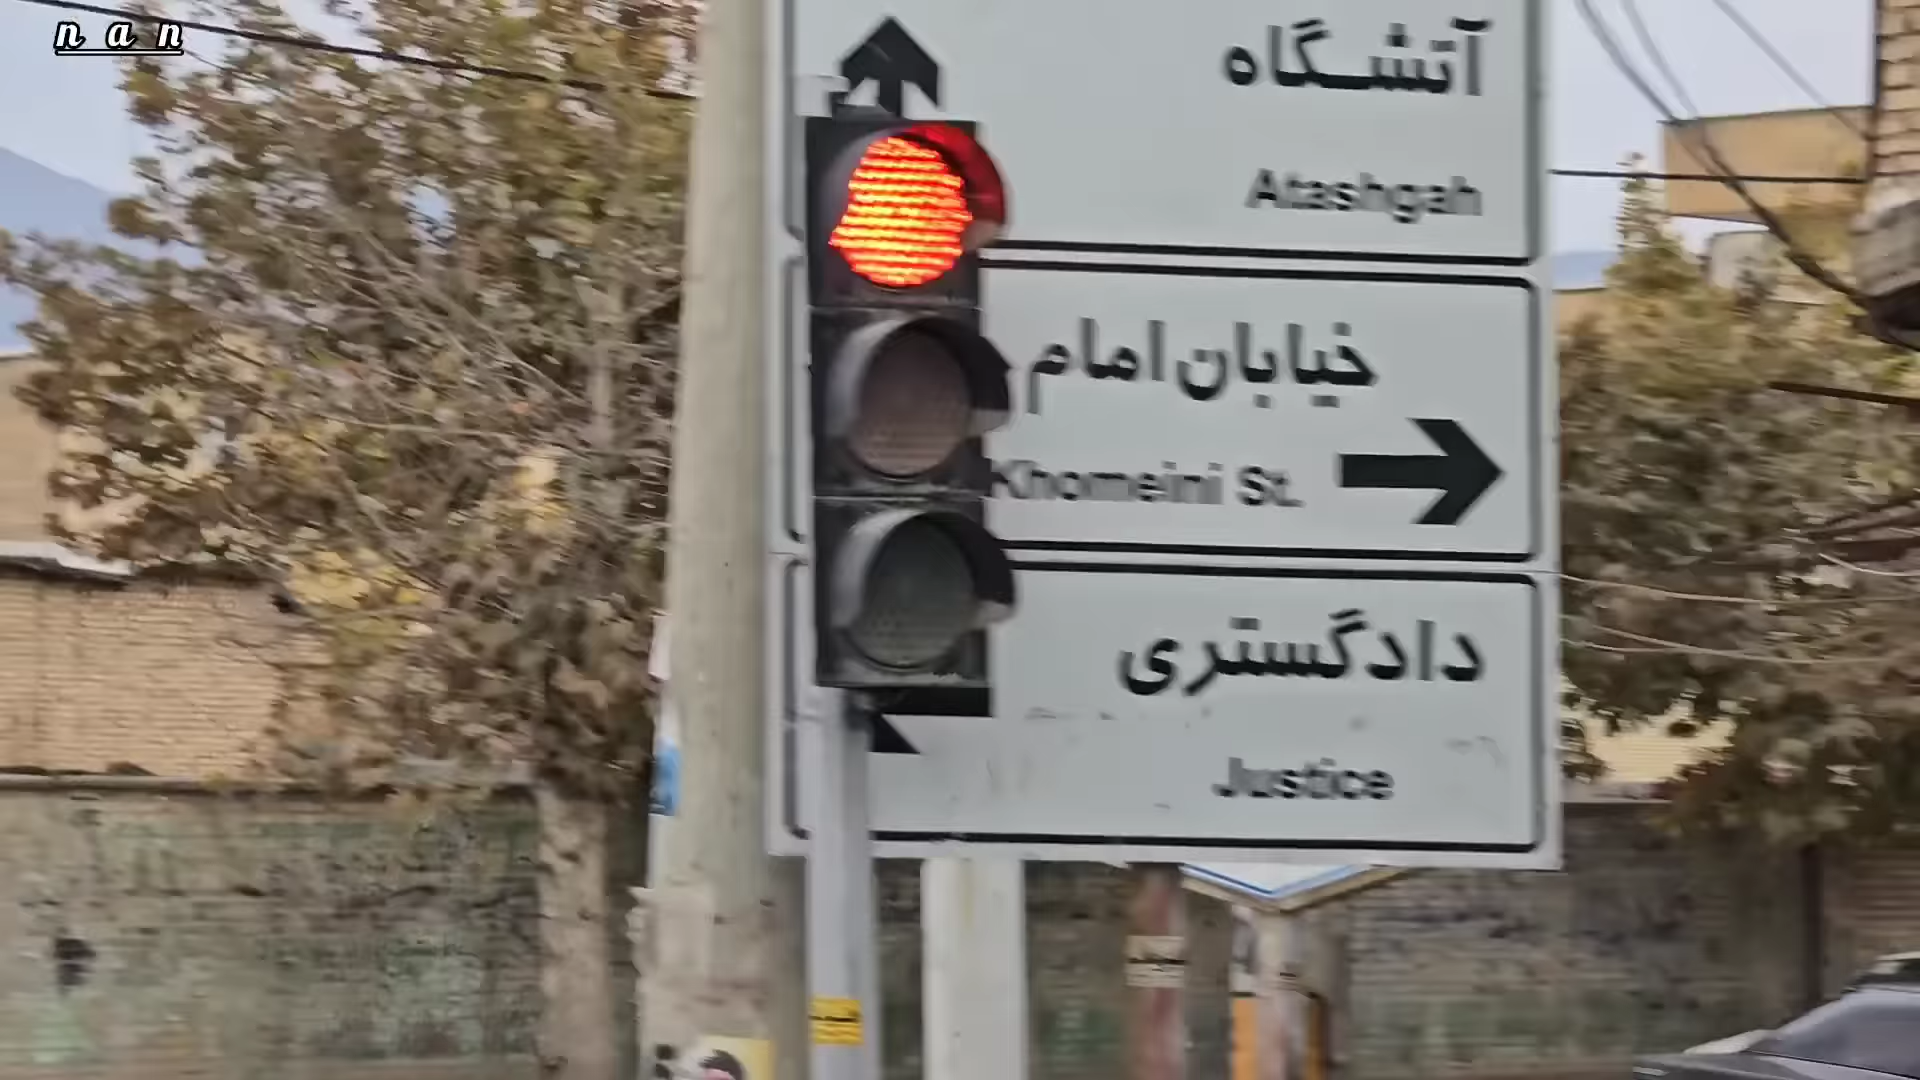 n a n
آتشگاه
Atashgah
خیابان امام
Khomeini St.
دادگستری
Justice